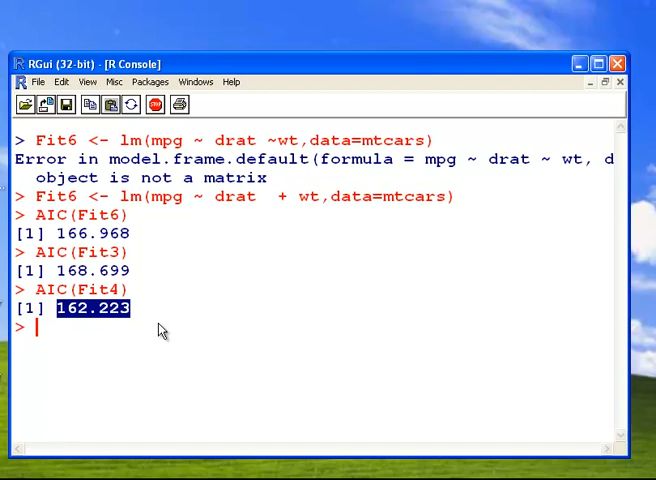 RGui (32-bit) - [R Console]
File Edit View Misc Packages Windows Help
> Fit6 <- lm(mpg ~ drat ~wt,data=mtcars)
Error in model.frame.default(formula = mpg ~ drat ~ wt, d
  object is not a matrix
> Fit6 <- lm(mpg ~ drat  + wt,data=mtcars)
> AIC(Fit6)
[1] 166.968
> AIC(Fit3)
[1] 168.699
> AIC(Fit4)
[1] 162.223
>